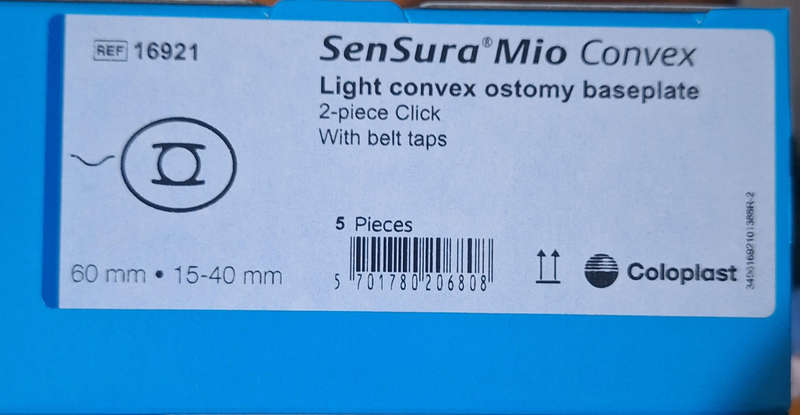 REF 16921
SenSura® Mio Convex
Light convex ostomy baseplate
2-piece Click
With belt taps
5 Pieces
60 mm • 15-40 mm
5 701780 206808
Coloplast